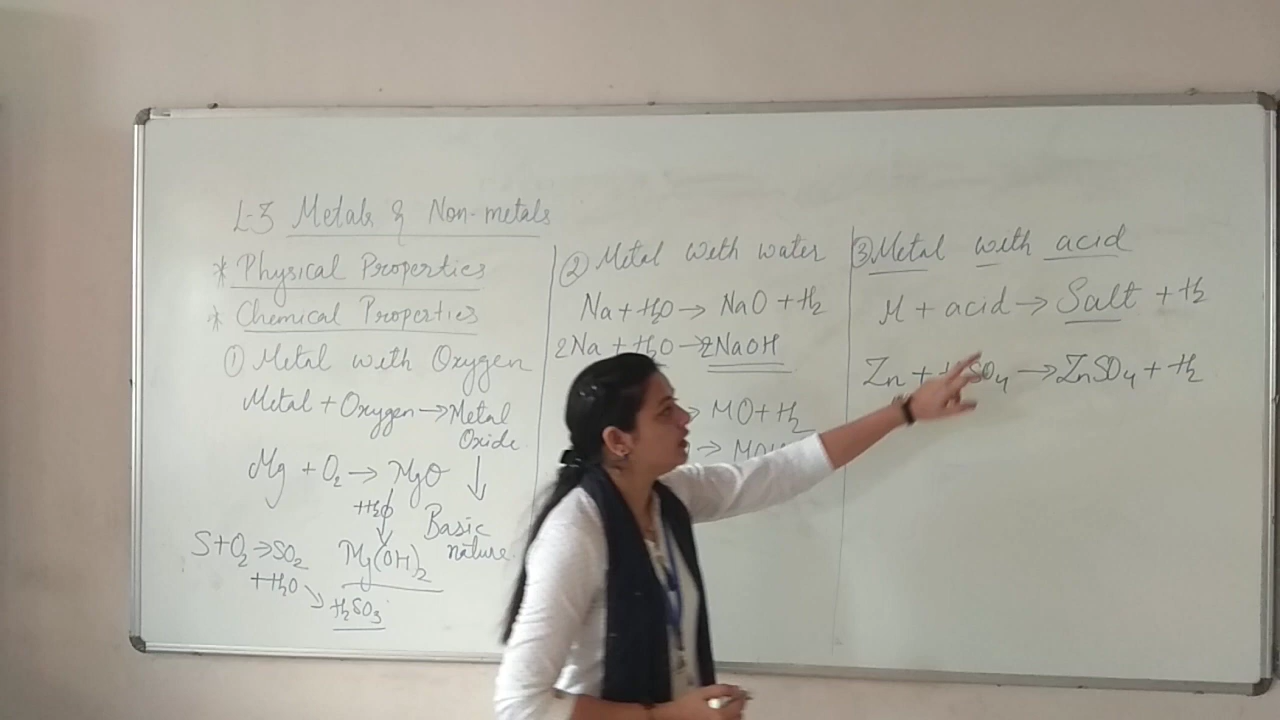 L-3 Metals & Non-metals
* Physical Properties
* Chemical Properties
① Metal with Oxygen
Metal + Oxygen → Metal Oxide
↓
Basic nature.
Mg + O₂ → MgO
+H₂O ↓
Mg(OH)₂
S + O₂ → SO₂
+ H₂O ↘
H₂SO₃
② Metal with water
Na + H₂O → NaO + H₂
2Na + H₂O → 2NaOH
→ MO + H₂
→ MOH
③ Metal with acid
M + acid → Salt + H₂
Zn + H SO₄ → ZnSO₄ + H₂